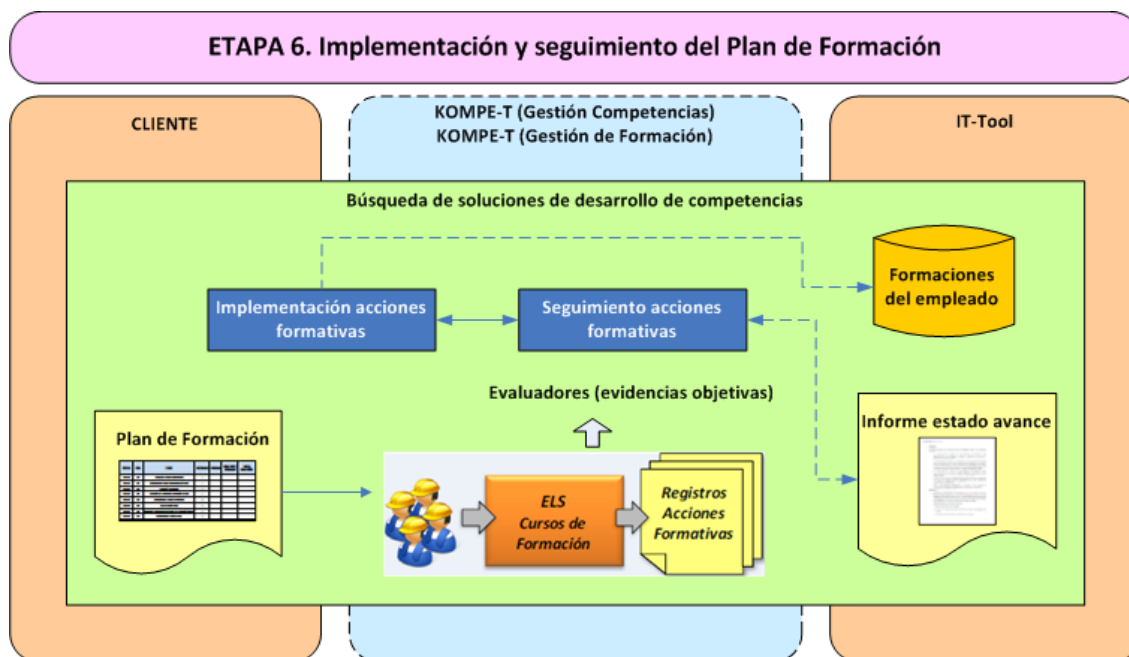 ETAPA 6. Implementación y seguimiento del Plan de Formación
CLIENTE
KOMPE-T (Gestión Competencias)
KOMPE-T (Gestión de Formación)
IT-Tool
Búsqueda de soluciones de desarrollo de competencias
Formaciones
del empleado
Implementación acciones
formativas
Seguimiento acciones
formativas
Evaluadores (evidencias objetivas)
Plan de Formación
Informe estado avance
ELS
Cursos de
Formación
Registros
Acciones
Formativas